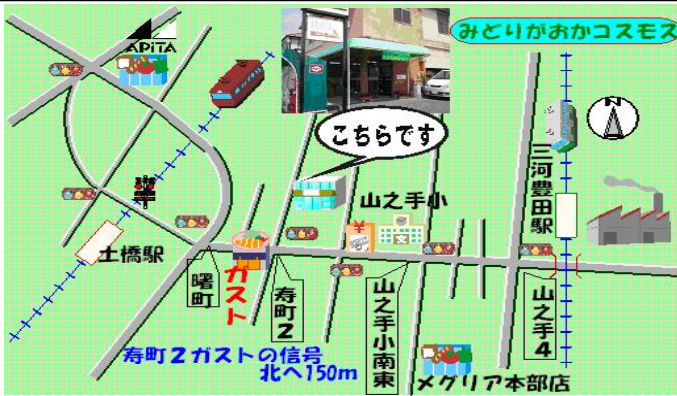 APiTA
みどりがおかコスモス
こちらです
三河豊田駅
N
山之手小
¥
文
土橋駅
曙町
ガスト
寿町2
山之手小南東
山之手4
寿町2ガストの信号
北へ150m
メグリア本部店